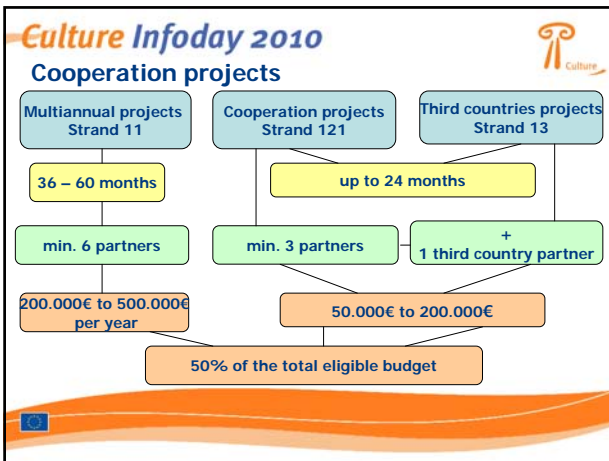 Culture Infoday 2010
Culture
Cooperation projects
Multiannual projects
Strand 11
Cooperation projects
Strand 121
Third countries projects
Strand 13
36 – 60 months
up to 24 months
min. 6 partners
min. 3 partners
+
1 third country partner
200.000€ to 500.000€
per year
50.000€ to 200.000€
50% of the total eligible budget